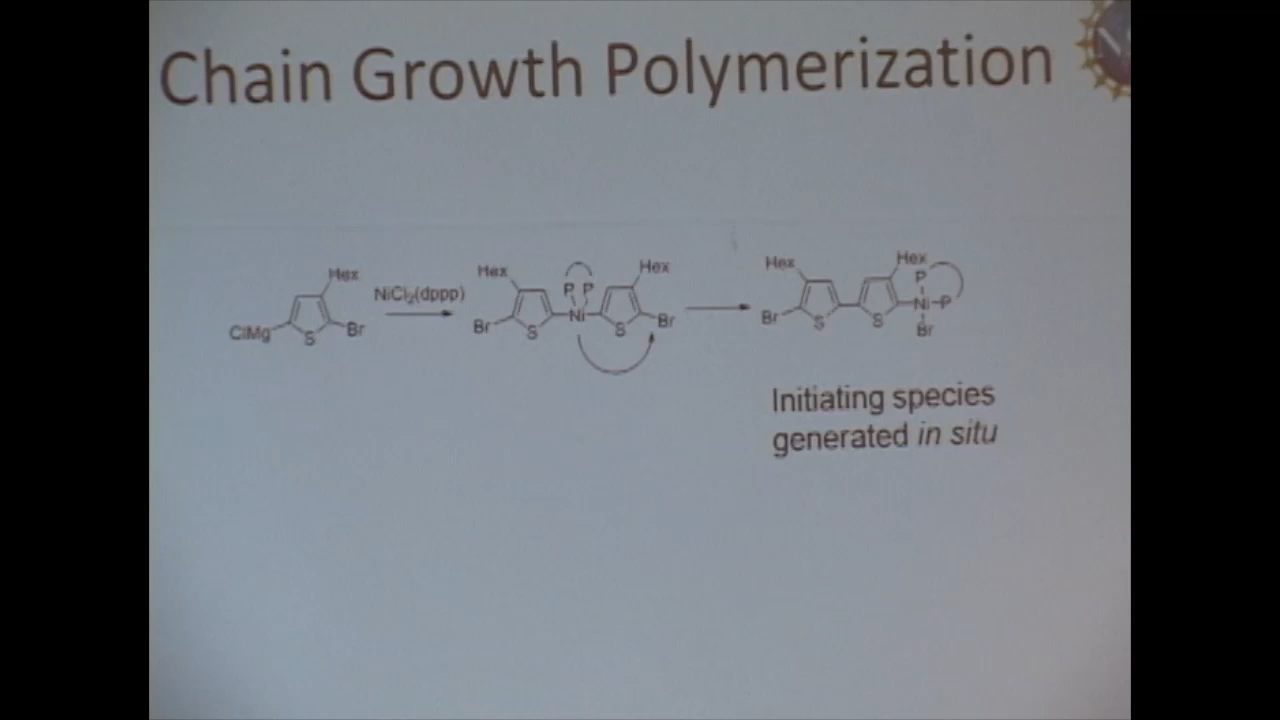 Chain Growth Polymerization
Hex
ClMg
S
Br
NiCl2(dppp)
Hex
Br
S
P
P
Ni
Hex
S
Br
Hex
Br
S
Hex
S
P
Ni
P
Br
Initiating species
generated in situ